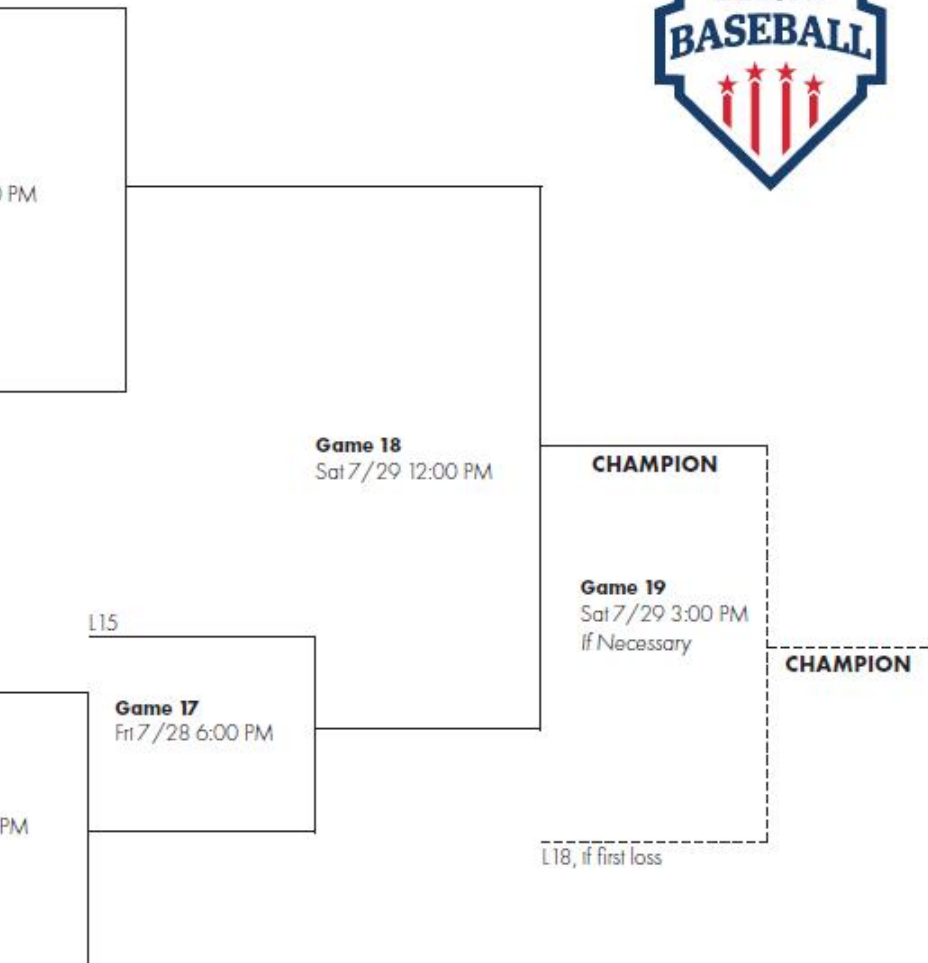 BASEBALL
PM
Game 18
Sat 7/29 12:00 PM
CHAMPION
Game 19
Sat 7/29 3:00 PM
If Necessary
L15
CHAMPION
Game 17
Fri 7/28 6:00 PM
PM
L18, if first loss